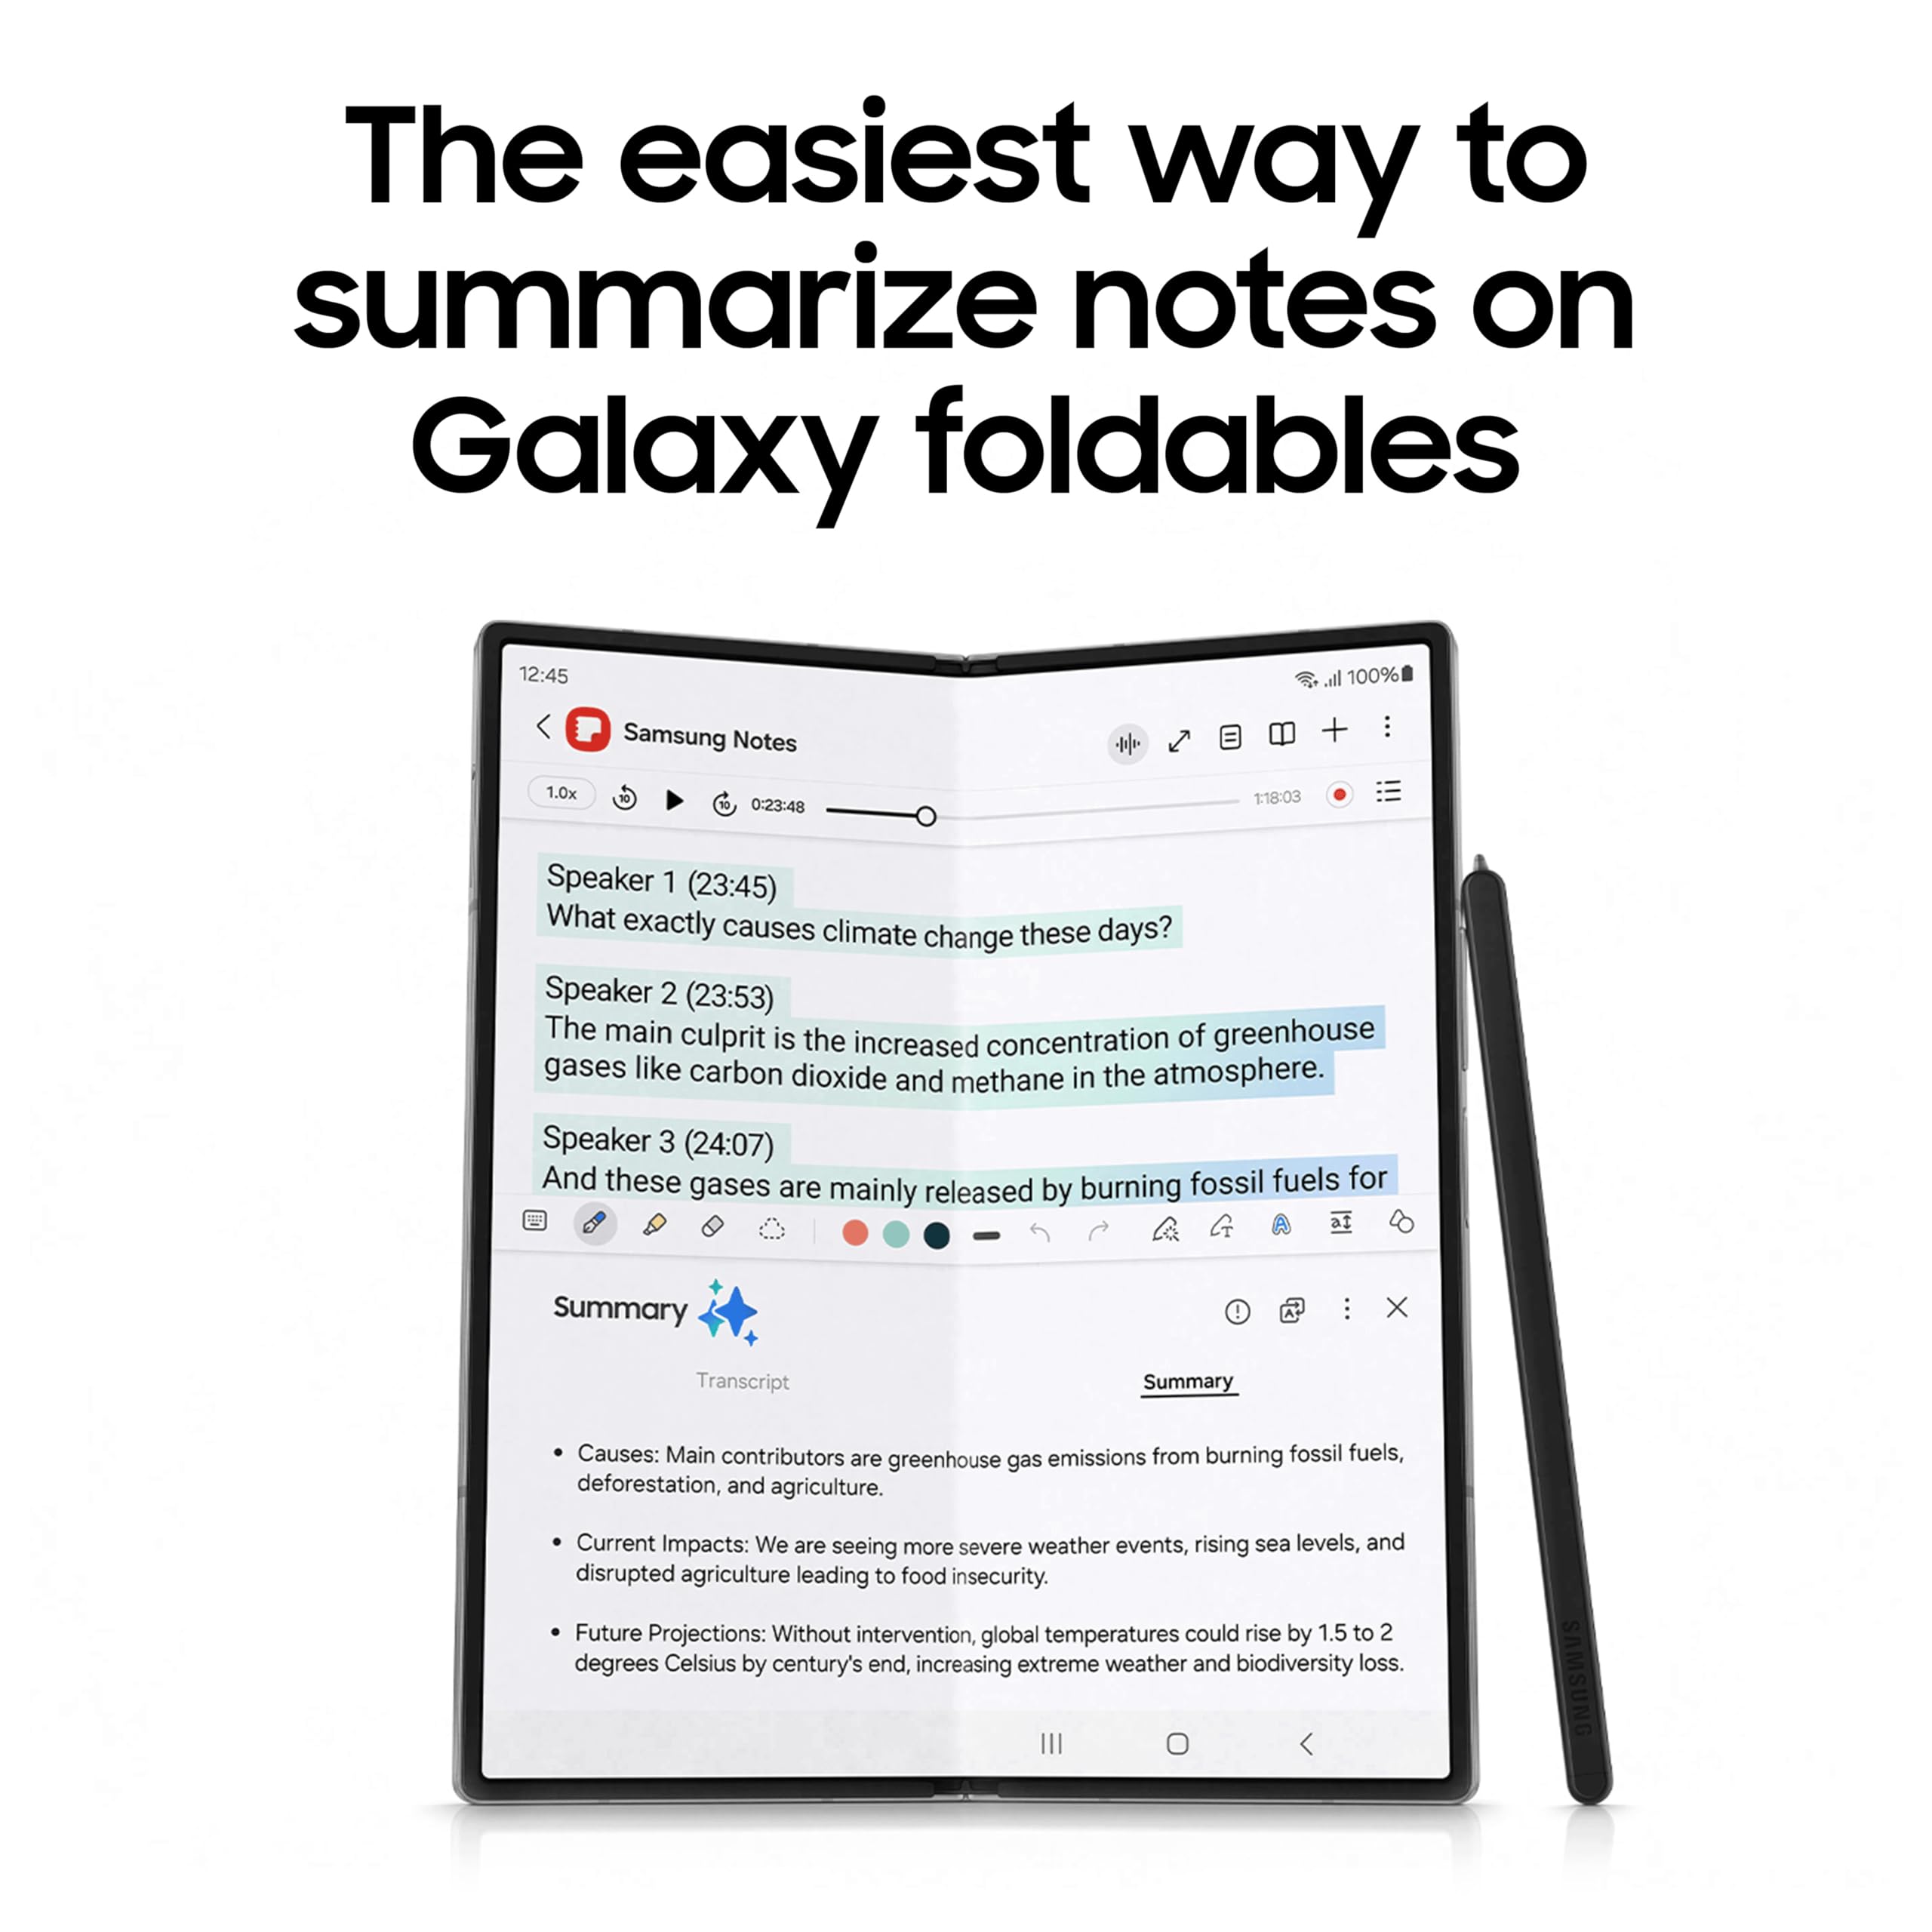 The easiest way to
summarize notes on
Galaxy foldables
12:45
100%
Samsung Notes
1.0x
10
10
0:23:48
1:18:03
Speaker 1 (23:45)
What exactly causes climate change these days?
Speaker 2 (23:53)
The main culprit is the increased concentration of greenhouse
gases like carbon dioxide and methane in the atmosphere.
Speaker 3 (24:07)
And these gases are mainly released by burning fossil fuels for
Summary
Transcript
Summary
• Causes: Main contributors are greenhouse gas emissions from burning fossil fuels,
deforestation, and agriculture.
• Current Impacts: We are seeing more severe weather events, rising sea levels, and
disrupted agriculture leading to food insecurity.
• Future Projections: Without intervention, global temperatures could rise by 1.5 to 2
degrees Celsius by century's end, increasing extreme weather and biodiversity loss.
SAMSUNG